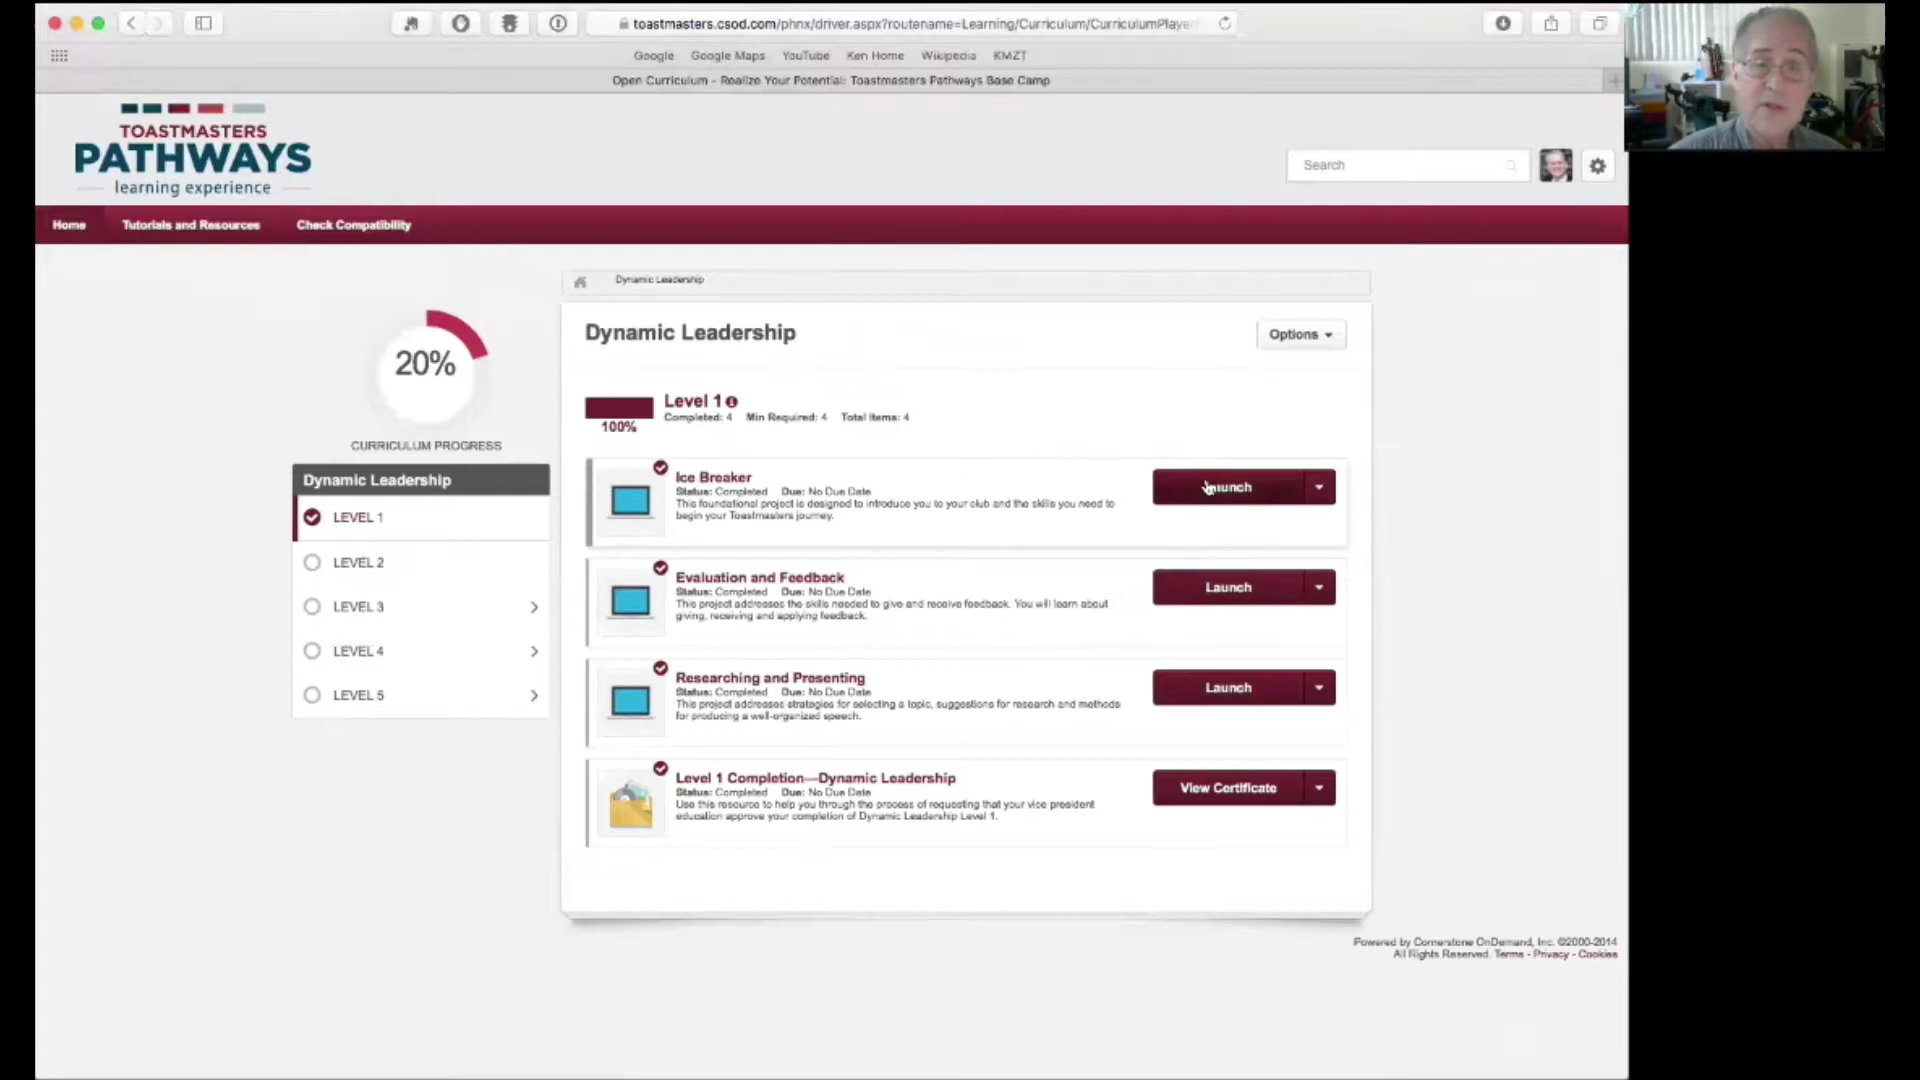 toastmasters.csod.com/phnx/driver.aspx?routename=Learning/Curriculum/CurriculumPlayer
Google Google Maps YouTube Ken Home Wikipedia KMZT
Open Curriculum - Realize Your Potential: Toastmasters Pathways Base Camp
TOASTMASTERS
PATHWAYS
learning experience
Search
Home Tutorials and Resources Check Compatibility
Dynamic Leadership
20%
CURRICULUM PROGRESS
Dynamic Leadership
LEVEL 1
LEVEL 2
LEVEL 3
LEVEL 4
LEVEL 5
Dynamic Leadership
Options
Level 1
Completed: 4 Min Required: 4 Total Items: 4
100%
Ice Breaker
Status: Completed Due: No Due Date
This foundational project is designed to introduce you to your club and the skills you need to
begin your Toastmasters journey.
Launch
Evaluation and Feedback
Status: Completed Due: No Due Date
This project addresses the skills needed to give and receive feedback. You will learn about
giving, receiving and applying feedback.
Launch
Researching and Presenting
Status: Completed Due: No Due Date
This project addresses strategies for selecting a topic, suggestions for research and methods
for producing a well-organized speech.
Launch
Level 1 Completion—Dynamic Leadership
Status: Completed Due: No Due Date
Use this resource to help you through the process of requesting that your vice president
education approve your completion of Dynamic Leadership Level 1.
View Certificate
Powered by Cornerstone OnDemand, Inc. ©2000-2014
All Rights Reserved. Terms - Privacy - Cookies